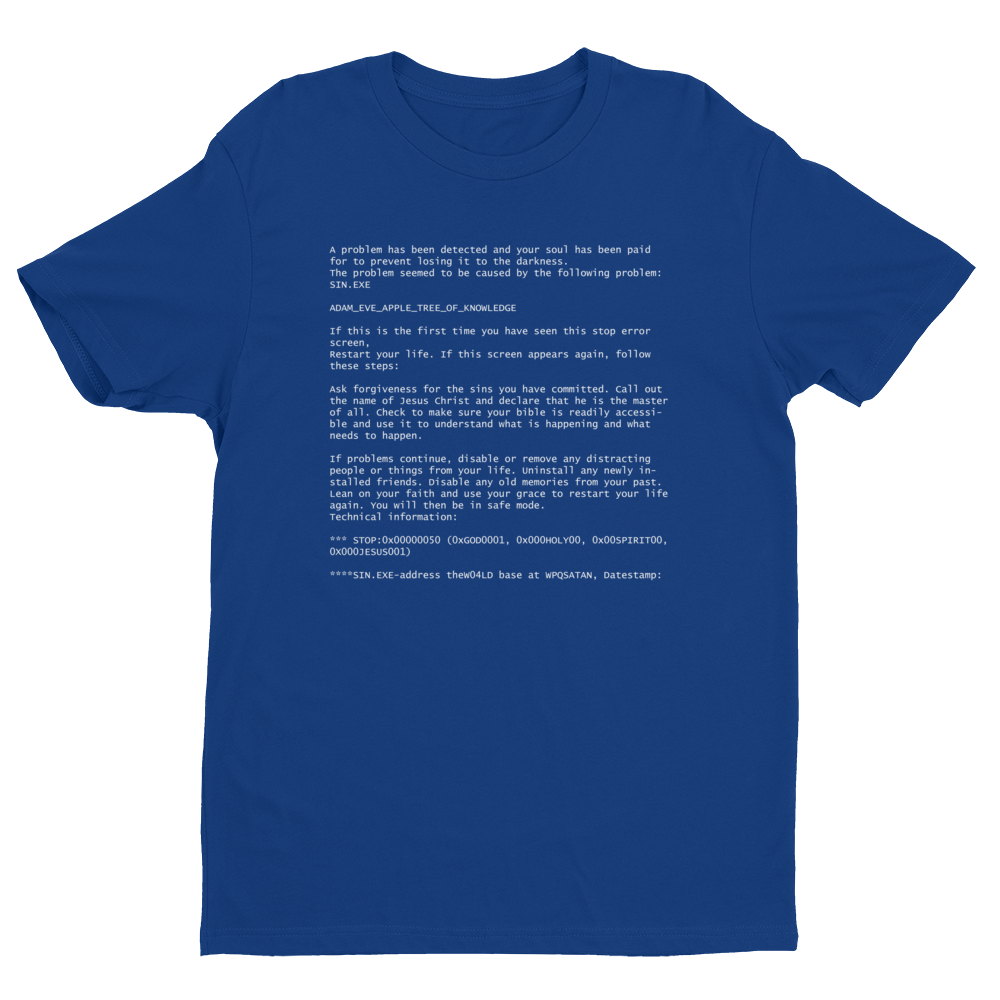 A problem has been detected and your soul has been paid
for to prevent losing it to the darkness.
The problem seemed to be caused by the following problem:
SIN.EXE
ADAM_EVE_APPLE_TREE_OF_KNOWLEDGE
If this is the first time you have seen this stop error
screen,
Restart your life. If this screen appears again, follow
these steps:
Ask forgiveness for the sins you have committed. Call out
the name of Jesus Christ and declare that he is the master
of all. Check to make sure your bible is readily accessi-
ble and use it to understand what is happening and what
needs to happen.
If problems continue, disable or remove any distracting
people or things from your life. Uninstall any newly in-
stalled friends. Disable any old memories from your past.
Lean on your faith and use your grace to restart your life
again. You will then be in safe mode.
Technical information:
*** STOP:0x00000050 (0xGOD0001, 0x000HOLY00, 0x00SPIRIT00,
0x000JESUS001)
****SIN.EXE-address theW04LD base at WPQSATAN, Datestamp: